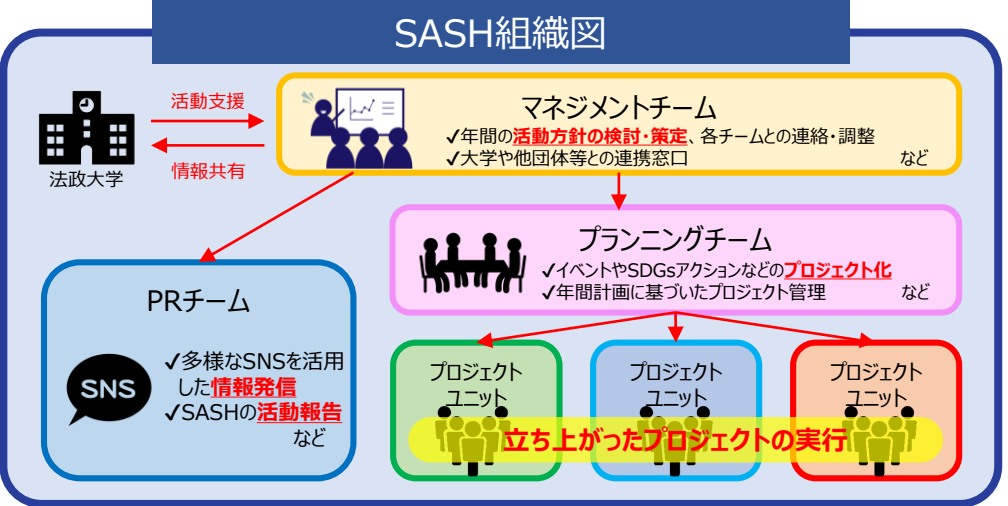 SASH組織図
活動支援
情報共有
法政大学
マネジメントチーム
✓年間の活動方針の検討・策定、各チームとの連絡・調整
✓大学や他団体等との連携窓口 など
プランニングチーム
✓イベントやSDGsアクションなどのプロジェクト化
✓年間計画に基づいたプロジェクト管理 など
PRチーム
SNS
✓多様なSNSを活用
した情報発信
✓SASHの活動報告
など
プロジェクト
ユニット
プロジェクト
ユニット
プロジェクト
ユニット
立ち上がったプロジェクトの実行